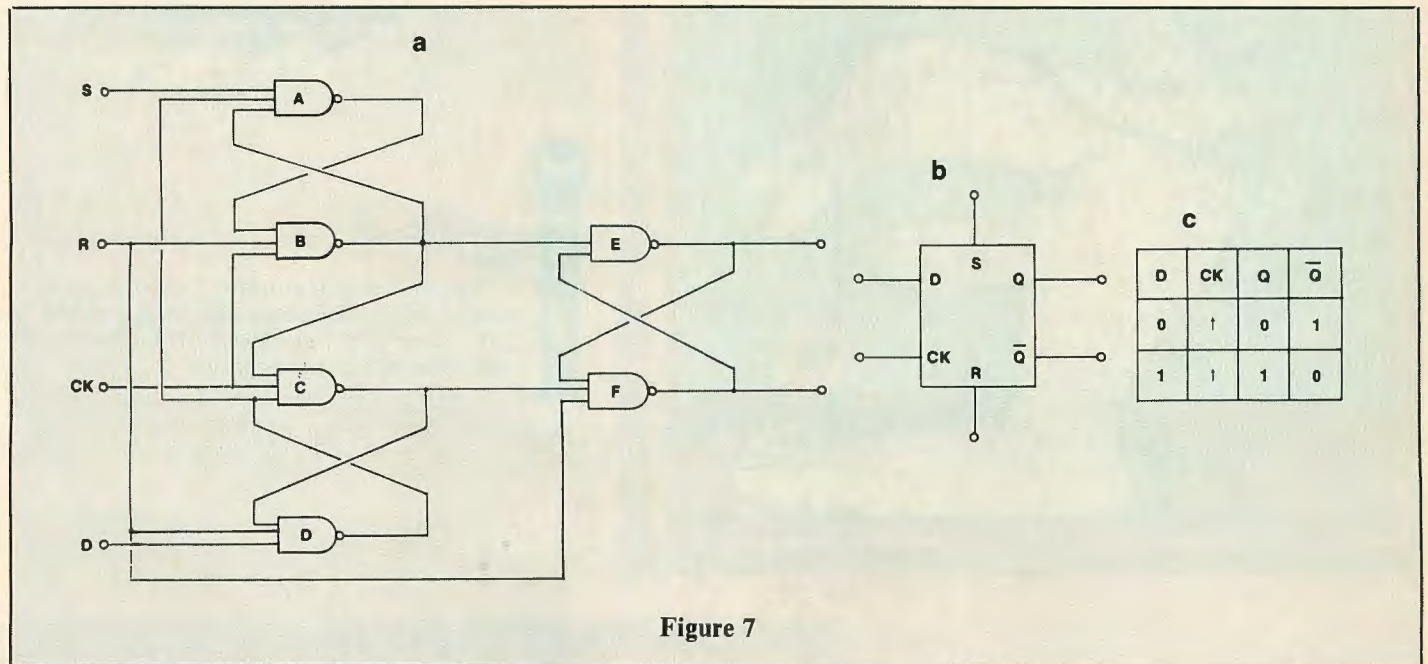 a
S
A
R
B
E
CK
C
F
D
D
b
S
D
Q
CK
Q̅
R
c
D CK Q Q̅
0 ↑ 0 1
1 ↑ 1 0
Figure 7